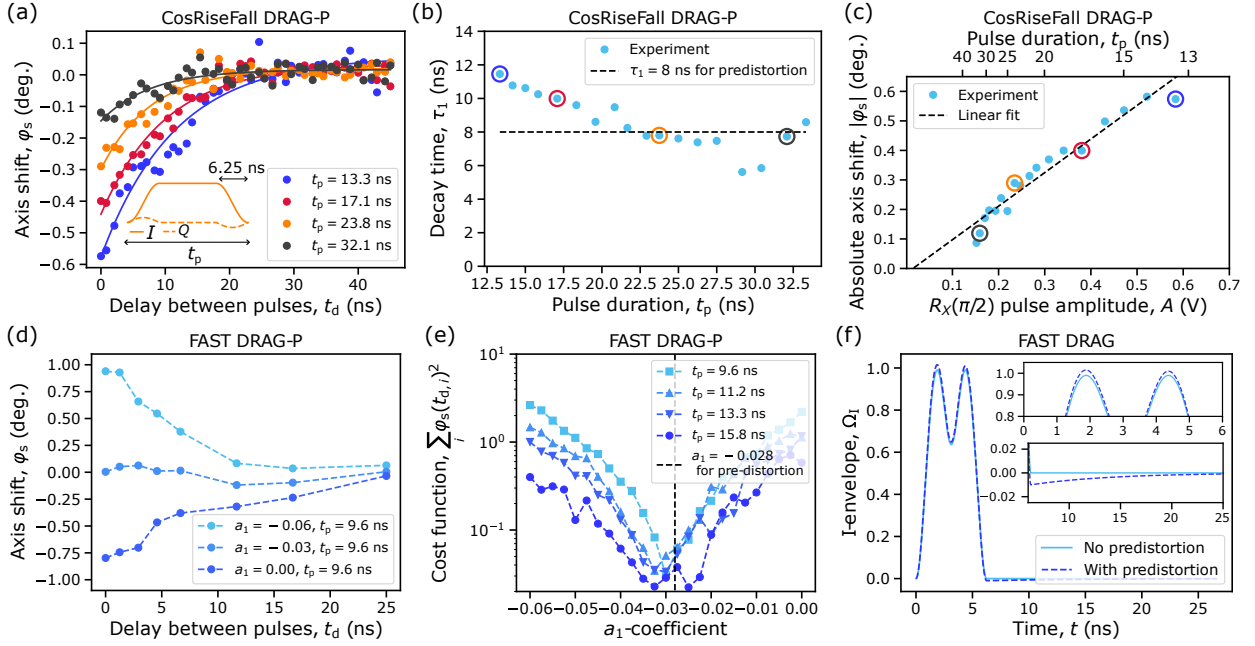 (a)
CosRiseFall DRAG-P
Axis shift, φs (deg.)
0.1
0.0
−0.1
−0.2
−0.3
−0.4
−0.5
−0.6
6.25 ns
I
Q
tp
tp = 13.3 ns
tp = 17.1 ns
tp = 23.8 ns
tp = 32.1 ns
0
10
20
30
40
Delay between pulses, td (ns)
(b)
CosRiseFall DRAG-P
Decay time, τ1 (ns)
14
12
10
8
6
4
2
0
Experiment
τ1 = 8 ns for predistortion
12.5 15.0 17.5 20.0 22.5 25.0 27.5 30.0 32.5
Pulse duration, tp (ns)
(c)
CosRiseFall DRAG-P
Pulse duration, tp (ns)
40 30 25 20 15 13
Absolute axis shift, |φs| (deg.)
0.6
0.5
0.4
0.3
0.2
0.1
0.0
Experiment
Linear fit
0.1 0.2 0.3 0.4 0.5 0.6 0.7
RX(π/2) pulse amplitude, A (V)
(d)
FAST DRAG-P
Axis shift, φs (deg.)
1.00
0.75
0.50
0.25
0.00
−0.25
−0.50
−0.75
−1.00
a1 = −0.06, tp = 9.6 ns
a1 = −0.03, tp = 9.6 ns
a1 = 0.00, tp = 9.6 ns
0 5 10 15 20 25
Delay between pulses, td (ns)
(e)
FAST DRAG-P
Cost function, ∑i φs(td,i)²
10¹
10⁰
10⁻¹
tp = 9.6 ns
tp = 11.2 ns
tp = 13.3 ns
tp = 15.8 ns
a1 = −0.028
for pre-distortion
−0.06 −0.05 −0.04 −0.03 −0.02 −0.01 0.00
a1-coefficient
(f)
FAST DRAG
I-envelope, ΩI
1.0
0.8
0.6
0.4
0.2
0.0
1.0
0.9
0.8
0 1 2 3 4 5 6
0.02
0.00
−0.02
10 15 20 25
No predistortion
With predistortion
0 5 10 15 20 25
Time, t (ns)